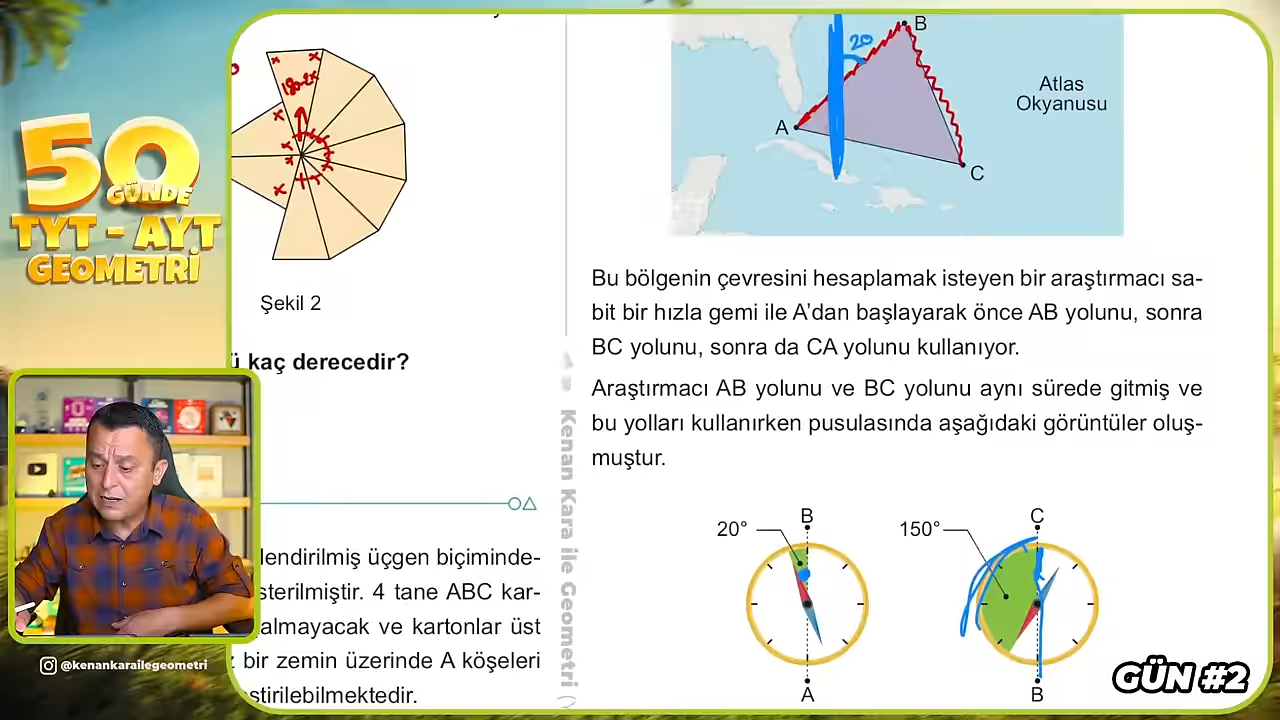 50
GÜNDE
TYT - AYT
GEOMETRİ
180-2x
x
x
x
x
x
Şekil 2
ü kaç derecedir?
lendirilmiş üçgen biçiminde-
sterilmiştir. 4 tane ABC kar-
almayacak ve kartonlar üst
z bir zemin üzerinde A köşeleri
ştirilebilmektedir.
Kenan Kara ile Geometri
B
20
Atlas
Okyanusu
A
C
Bu bölgenin çevresini hesaplamak isteyen bir araştırmacı sa-
bit bir hızla gemi ile A’dan başlayarak önce AB yolunu, sonra
BC yolunu, sonra da CA yolunu kullanıyor.
Araştırmacı AB yolunu ve BC yolunu aynı sürede gitmiş ve
bu yolları kullanırken pusulasında aşağıdaki görüntüler oluş-
muştur.
20°
B
A
150°
C
B
@kenankarailegeometri
GÜN #2